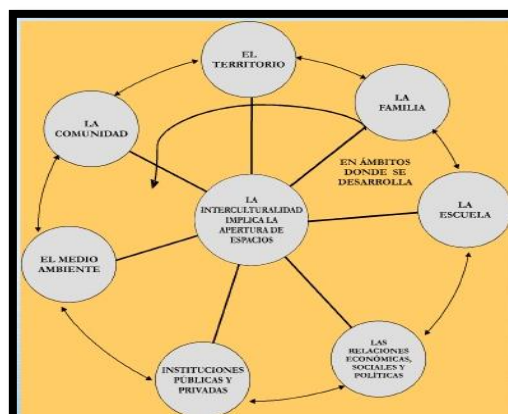 EL
TERRITORIO
LA
FAMILIA
LA
COMUNIDAD
EN ÁMBITOS
DONDE SE
DESARROLLA
LA
INTERCULTURALIDAD
IMPLICA LA
APERTURA DE
ESPACIOS
LA
ESCUELA
EL MEDIO
AMBIENTE
LAS
RELACIONES
ECONÓMICAS,
SOCIALES Y
POLÍTICAS
INSTITUCIONES
PÚBLICAS Y
PRIVADAS